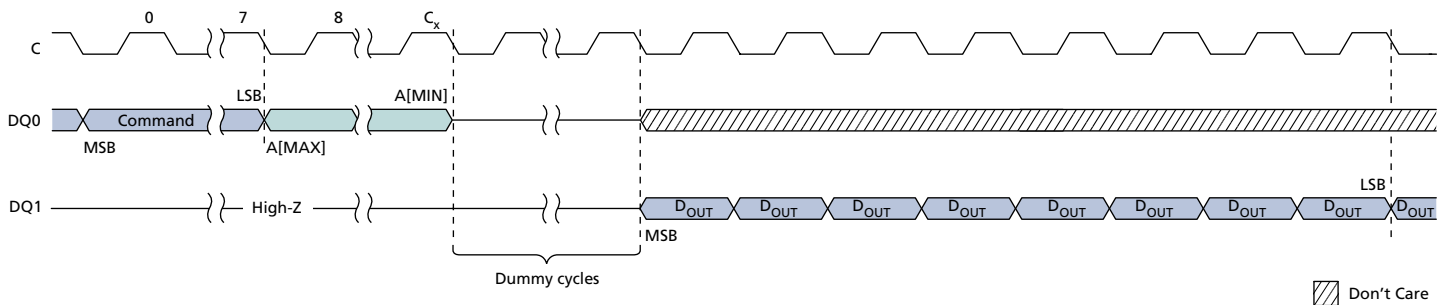 0 7 8 Cx
C
LSB A[MIN]
DQ0 Command
MSB A[MAX]
LSB
DQ1 High-Z DOUT DOUT DOUT DOUT DOUT DOUT DOUT DOUT DOUT
MSB
Dummy cycles
Don't Care